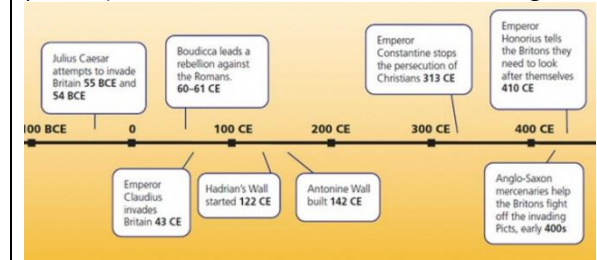 Julius Caesar
attempts to invade
Britain 55 BCE and
54 BCE
Boudicca leads a
rebellion against
the Romans.
60–61 CE
Emperor
Constantine stops
the persecution of
Christians 313 CE
Emperor
Honorius tells
the Britons they
need to look
after themselves
410 CE
00 BCE
0
100 CE
200 CE
300 CE
400 CE
Emperor
Claudius
invades
Britain 43 CE
Hadrian's Wall
started 122 CE
Antonine Wall
built 142 CE
Anglo-Saxon
mercenaries help
the Britons fight
off the invading
Picts, early 400s